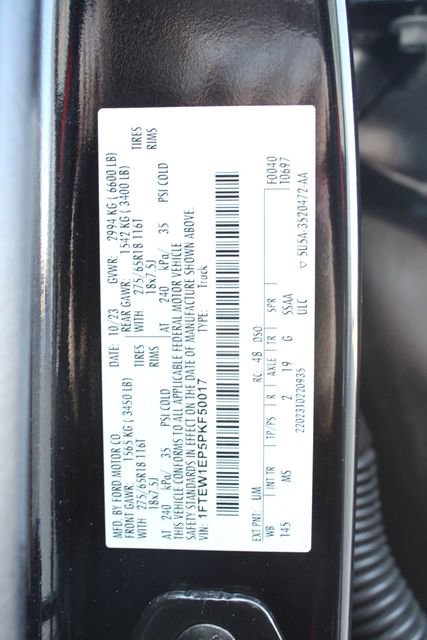 MFD. BY FORD MOTOR CO.
DATE: 10/23 GVWR: 2994 KG ( 6600 LB)
FRONT GAWR: 1565 KG ( 3450 LB) REAR GAWR: 1542 KG ( 3400 LB)
WITH 275/65R18 116T TIRES WITH 275/65R18 116T TIRES
18x7.5J RIMS 18x7.5J RIMS
AT 240 kPa/ 35 PSI COLD AT 240 kPa/ 35 PSI COLD
THIS VEHICLE CONFORMS TO ALL APPLICABLE FEDERAL MOTOR VEHICLE
SAFETY STANDARDS IN EFFECT ON THE DATE OF MANUFACTURE SHOWN ABOVE.
VIN: 1FTEW1EP5PKF50017 TYPE: Truck
F0040
T0697
EXT PNT: UM RC: 48 DSO:
WB INT TR TP/PS R AXLE TR SPR
145 MS 2 19 G SSAA
2202310220935 ULC ▽ 5U5A-3520472-AA